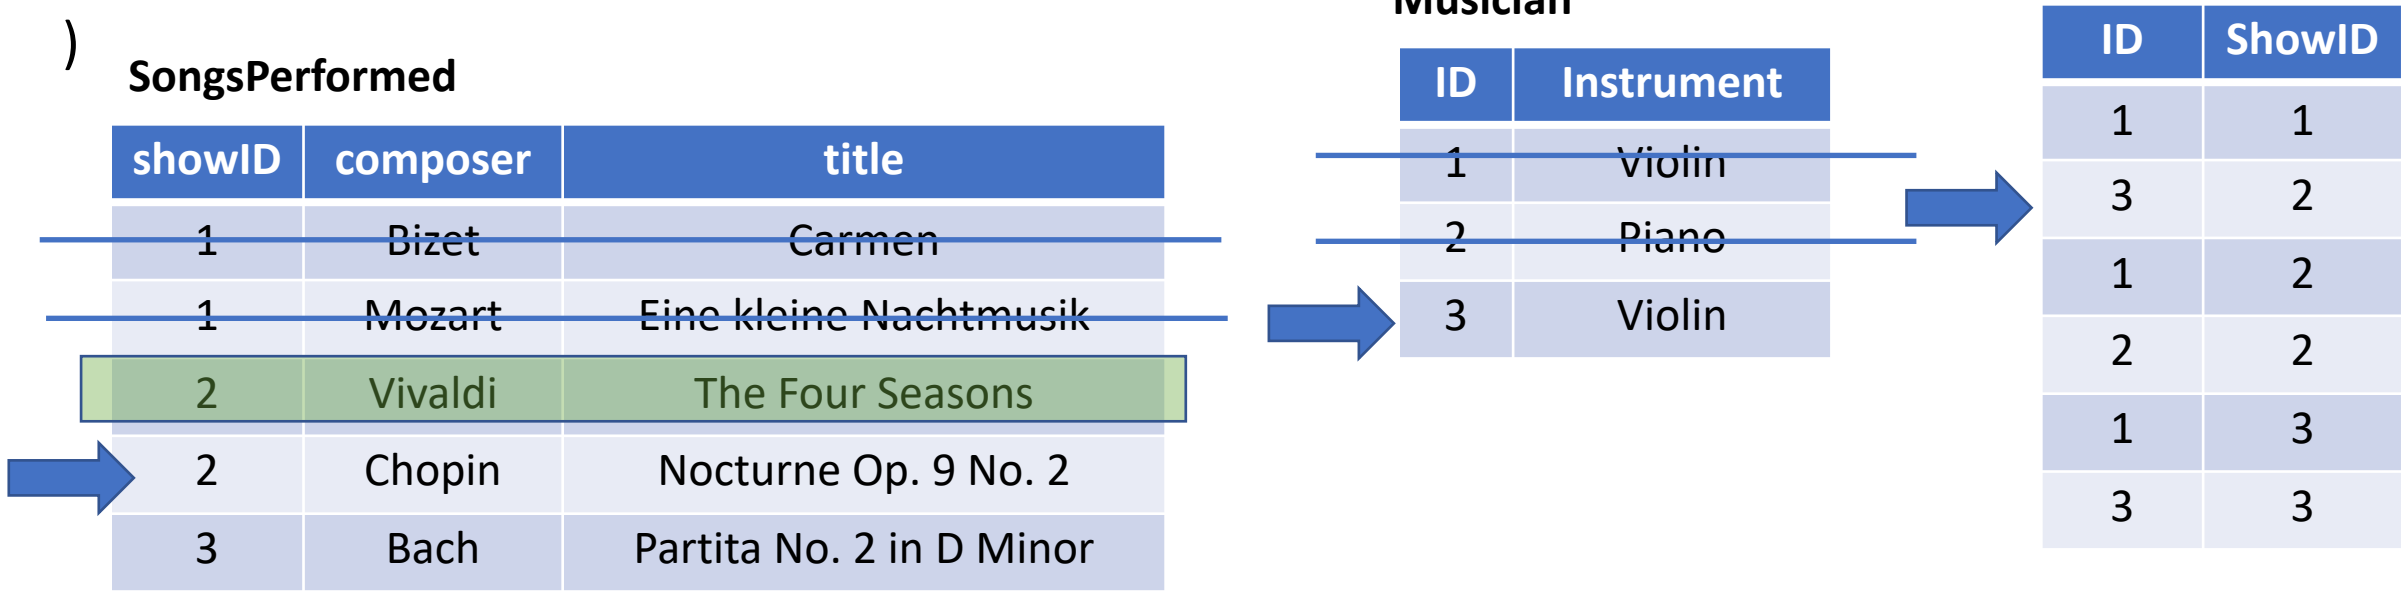 )
SongsPerformed
showID composer title
1 Bizet Carmen
1 Mozart Eine kleine Nachtmusik
2 Vivaldi The Four Seasons
2 Chopin Nocturne Op. 9 No. 2
3 Bach Partita No. 2 in D Minor
Musician
ID Instrument
1 Violin
2 Piano
3 Violin
ID ShowID
1 1
3 2
1 2
2 2
1 3
3 3